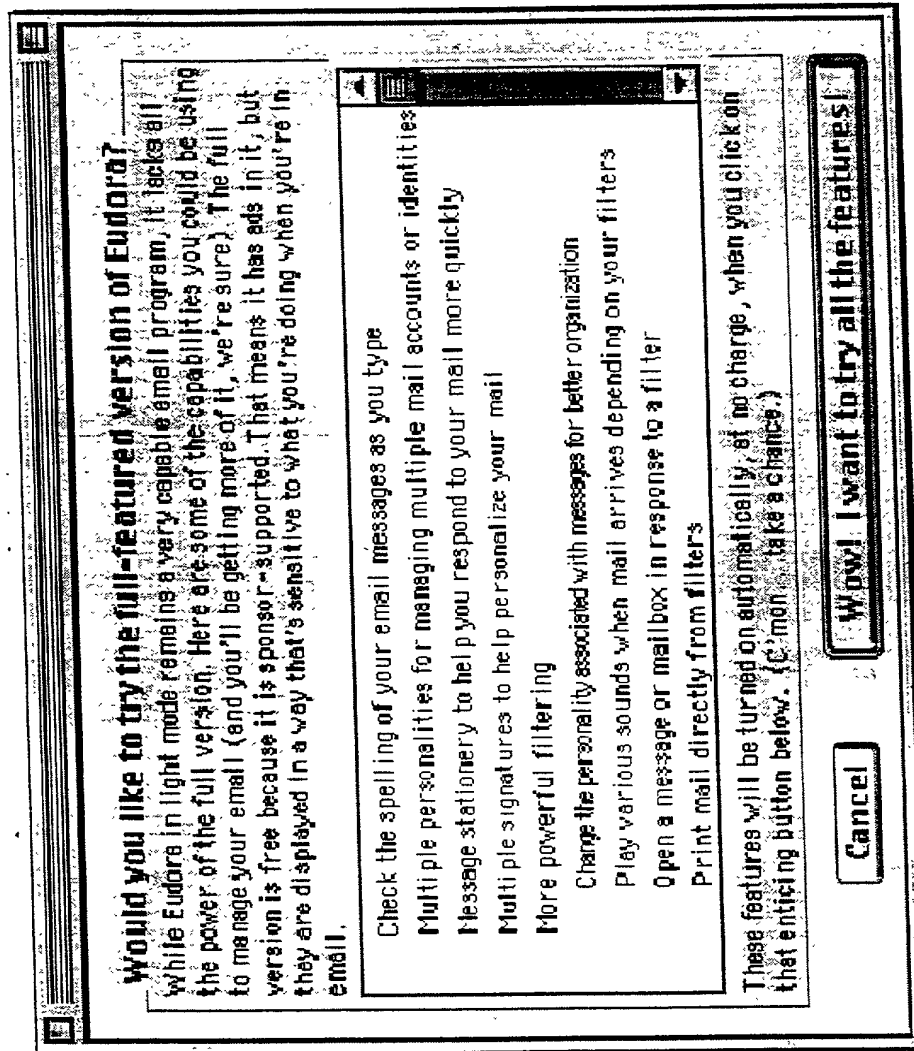 Would you like to try the full-featured version of Eudora?
While Eudora in light mode remains a very capable email program, it lacks all
the power of the full version. Here are some of the capabilities you could be using
to manage your email (and you'll be getting more of it, we're sure). The full
version is free because it is sponsor-supported. That means it has ads in it, but
they are displayed in a way that's sensitive to what you're doing when you're in
email.
Check the spelling of your email messages as you type
Multiple personalities for managing multiple mail accounts or identities
Message stationery to help you respond to your mail more quickly
Multiple signatures to help personalize your mail
More powerful filtering
Change the personality associated with messages for better organization
Play various sounds when mail arrives depending on your filters
Open a message or mailbox in response to a filter
Print mail directly from filters
These features will be turned on automatically, at no charge, when you click on
that enticing button below. (C'mon... take a chance.)
Cancel
Wow! I want to try all the features!